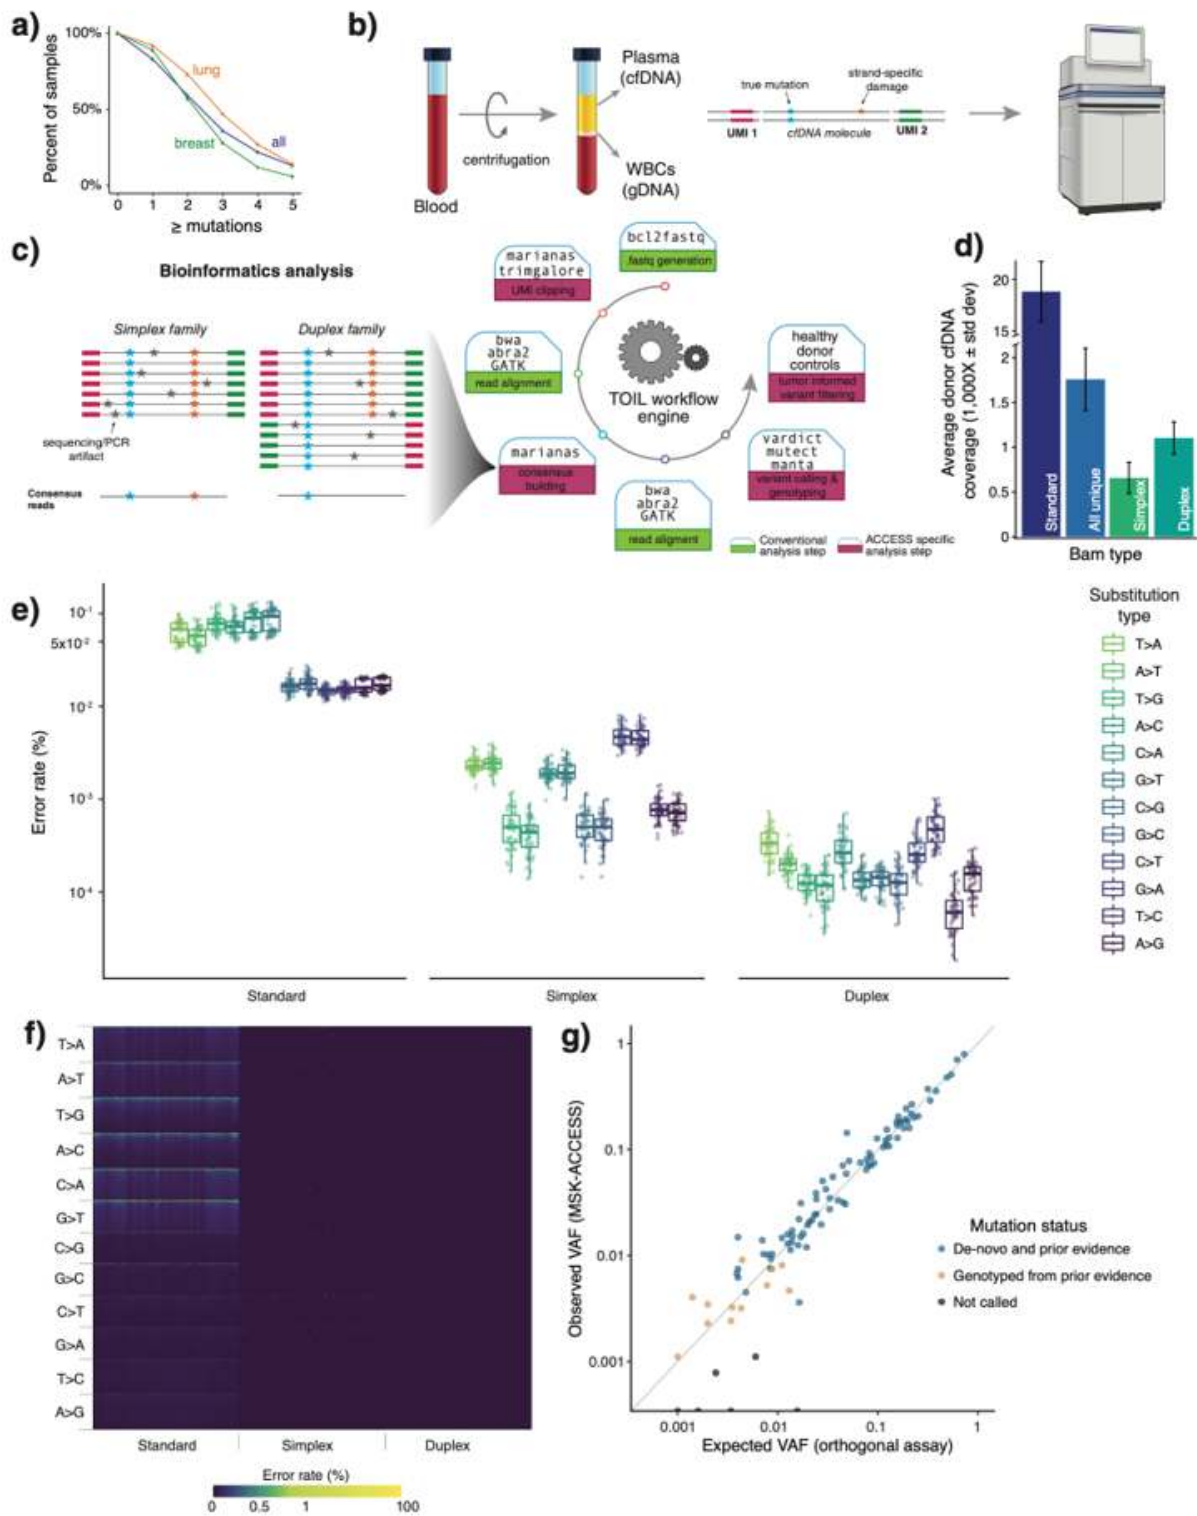 a)
100%
50%
0%
Percent of samples
lung
breast
all
0 1 2 3 4 5
≥ mutations
b)
Blood
centrifugation
Plasma
(cfDNA)
WBCs
(gDNA)
true mutation
strand-specific
damage
UMI 1
cfDNA molecule
UMI 2
c)
Bioinformatics analysis
Simplex family
Duplex family
sequencing/PCR
artifact
Consensus
reads
bcl2fastq
.fastq generation
marianas
trimgalore
UMI clipping
bwa
abra2
GATK
read alignment
marianas
consensus
building
bwa
abra2
GATK
read aligment
vardict
mutect
manta
variant calling &
genotyping
healthy
donor
controls
tumor informed
variant filtering
TOIL workflow
engine
Conventional
analysis step
ACCESS specific
analysis step
d)
Average donor cfDNA
coverage (1,000X ± std dev)
20
15
2
1.5
1
0.5
0
Standard
All unique
Simplex
Duplex
Bam type
e)
Error rate (%)
10⁻¹
5x10⁻²
10⁻²
10⁻³
10⁻⁴
Standard
Simplex
Duplex
Substitution
type
T>A
A>T
T>G
A>C
C>A
G>T
C>G
G>C
C>T
G>A
T>C
A>G
f)
T>A
A>T
T>G
A>C
C>A
G>T
C>G
G>C
C>T
G>A
T>C
A>G
Standard
Simplex
Duplex
Error rate (%)
0 0.5 1 100
g)
Observed VAF (MSK-ACCESS)
1
0.1
0.01
0.001
0.001 0.01 0.1 1
Expected VAF (orthogonal assay)
Mutation status
De-novo and prior evidence
Genotyped from prior evidence
Not called